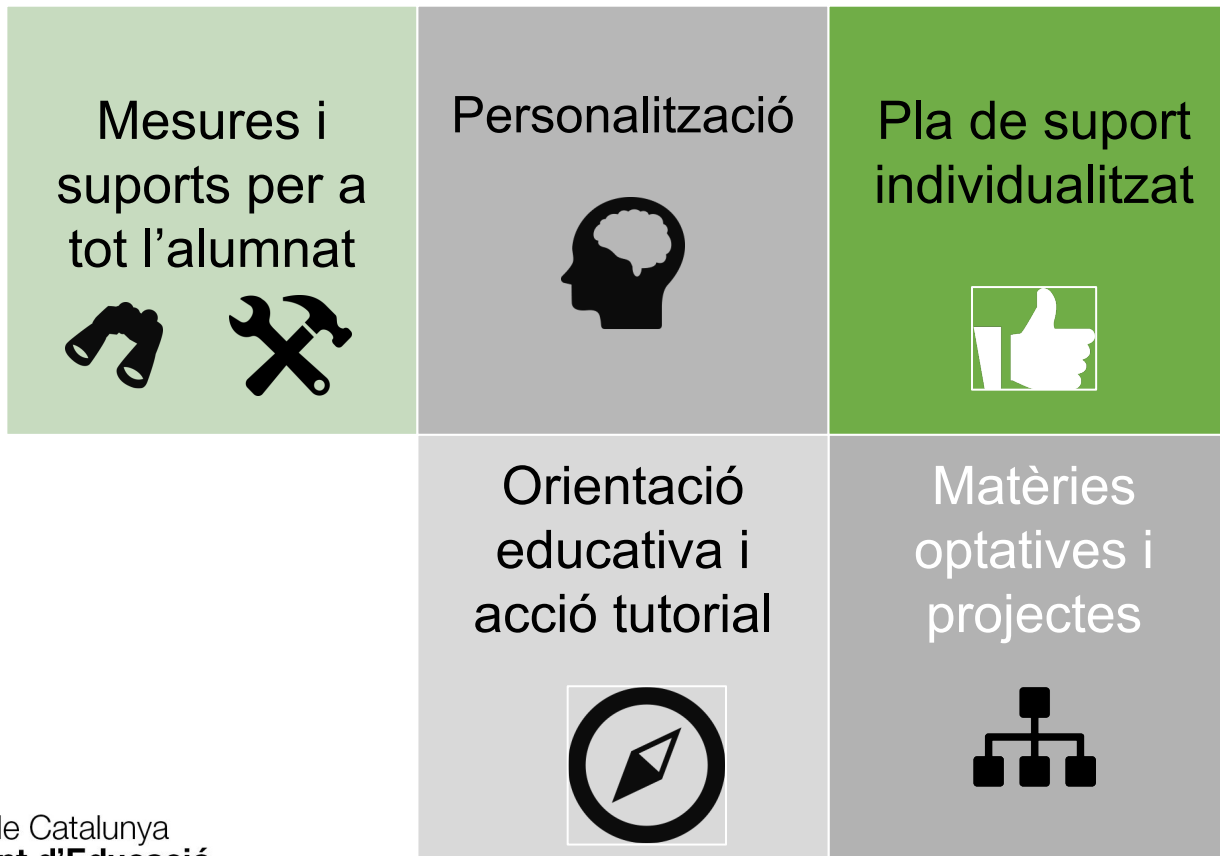 Mesures i
suports per a
tot l’alumnat
Personalització
Pla de suport
individualitzat
Orientació
educativa i
acció tutorial
Matèries
optatives i
projectes
de Catalunya
d'Educació